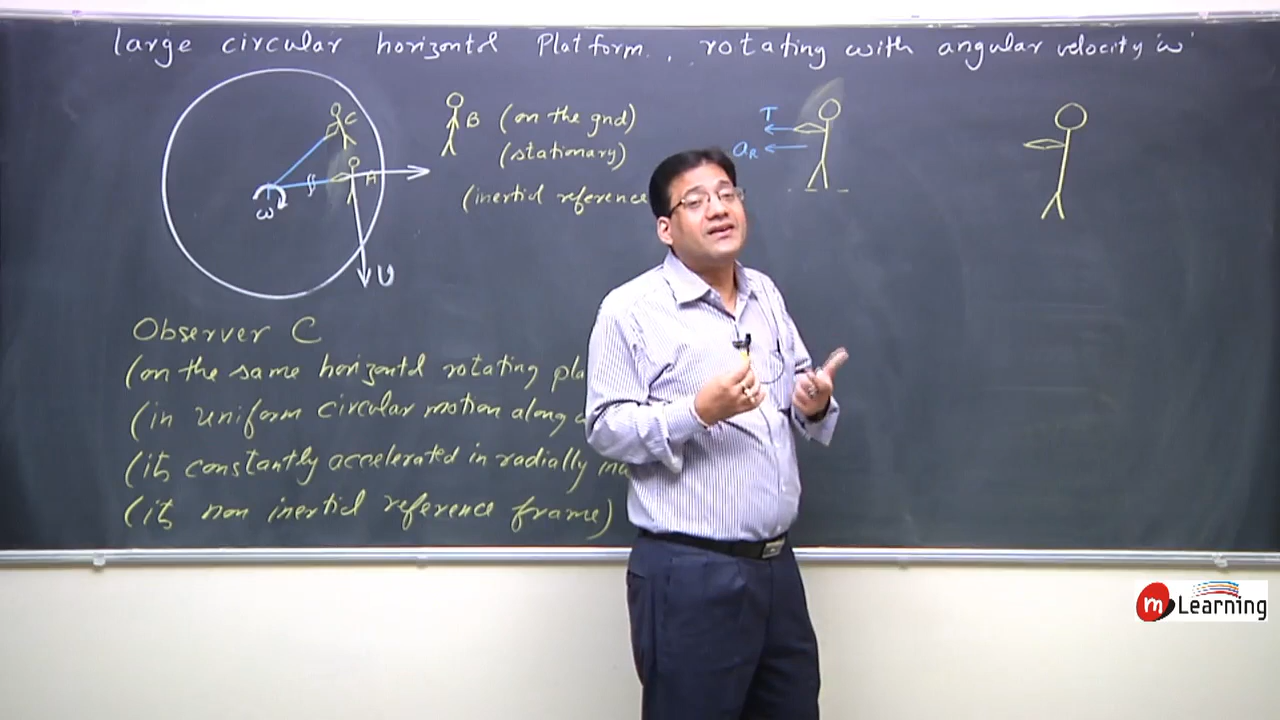 large circular horizontal Platform, rotating with angular velocity 'ω'
C
A
ω
υ
B (on the gnd)
(stationary)
(inertial reference
T
aR
Observer C
(on the same horizontal rotating
(in uniform circular motion along
(its constantly accelerated in radially
(its non inertial reference frame)
m Learning